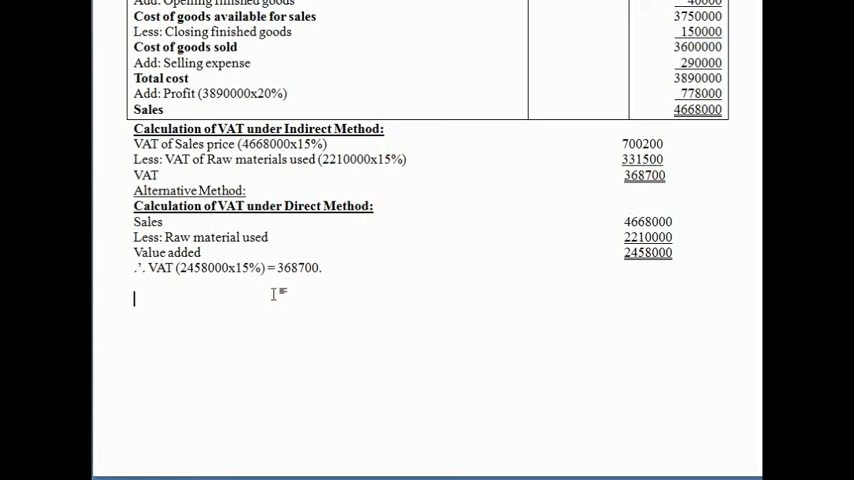 Add: Opening finished goods 40000
Cost of goods available for sales 3750000
Less: Closing finished goods 150000
Cost of goods sold 3600000
Add: Selling expense 290000
Total cost 3890000
Add: Profit (3890000x20%) 778000
Sales 4668000
Calculation of VAT under Indirect Method:
VAT of Sales price (4668000x15%) 700200
Less: VAT of Raw materials used (2210000x15%) 331500
VAT 368700
Alternative Method:
Calculation of VAT under Direct Method:
Sales 4668000
Less: Raw material used 2210000
Value added 2458000
∴ VAT (2458000x15%) = 368700.